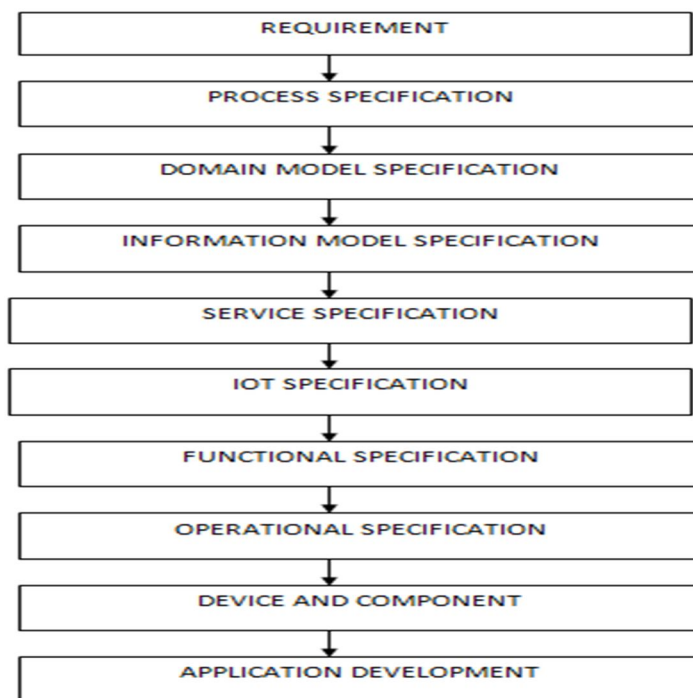 REQUIREMENT
PROCESS SPECIFICATION
DOMAIN MODEL SPECIFICATION
INFORMATION MODEL SPECIFICATION
SERVICE SPECIFICATION
IOT SPECIFICATION
FUNCTIONAL SPECIFICATION
OPERATIONAL SPECIFICATION
DEVICE AND COMPONENT
APPLICATION DEVELOPMENT